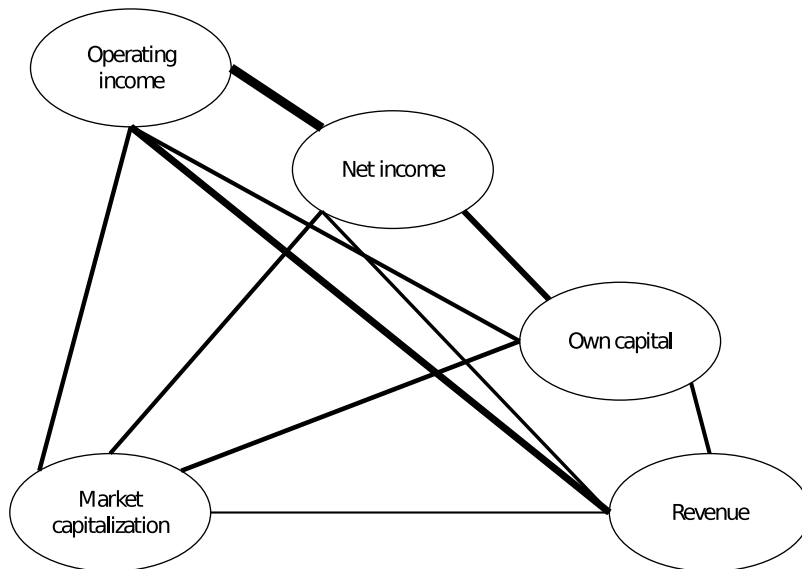 Operating
income
Net income
Own capital
Market
capitalization
Revenue